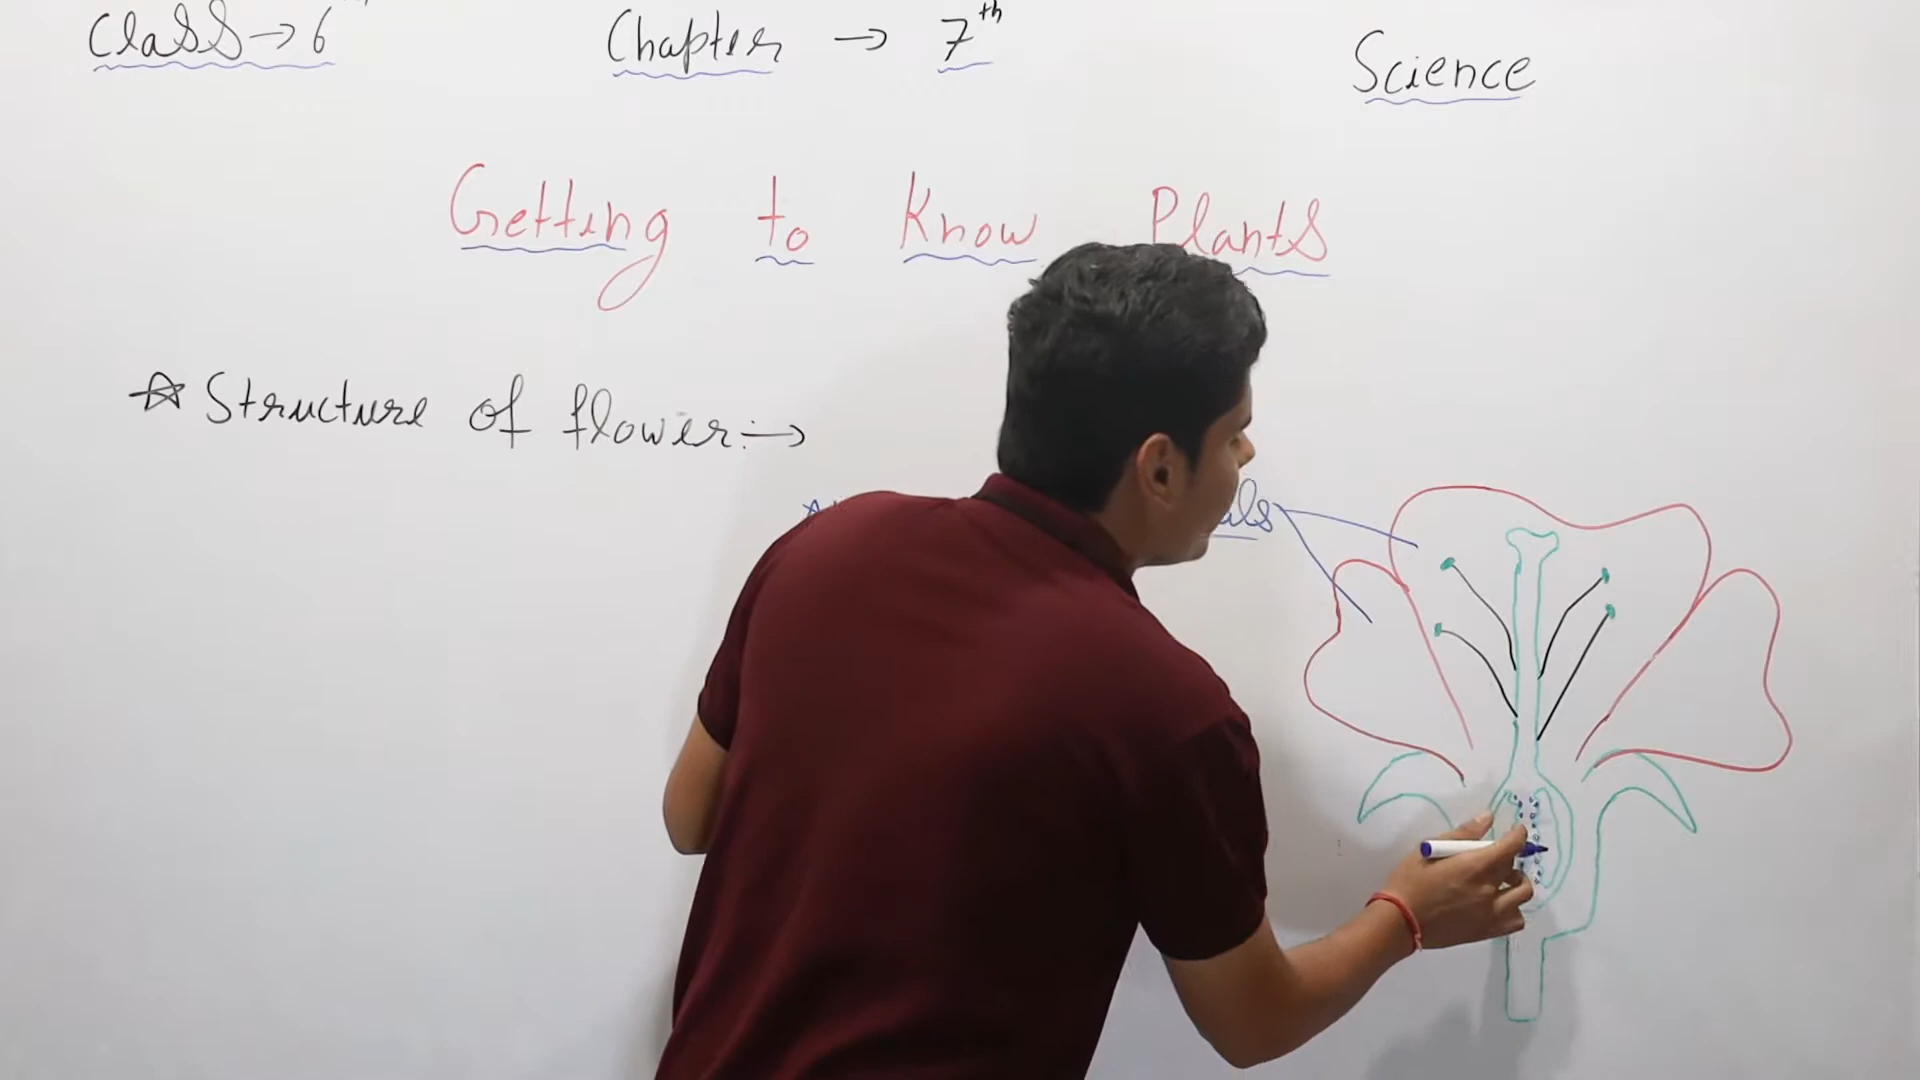 Class → 6
Chapter → 7th
Science
Getting to Know Plants
☆ Structure of flower :→